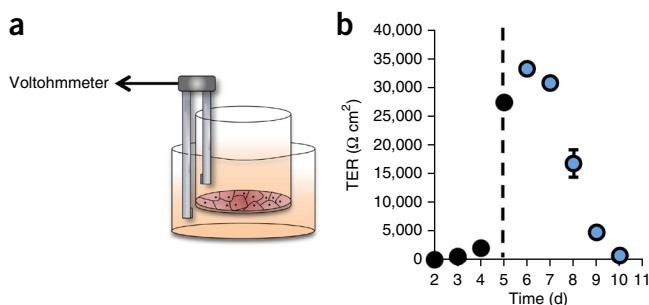 a
Voltohmmeter
b
TER (Ω cm²)
40,000
35,000
30,000
25,000
20,000
15,000
10,000
5,000
0
2 3 4 5 6 7 8 9 10 11
Time (d)